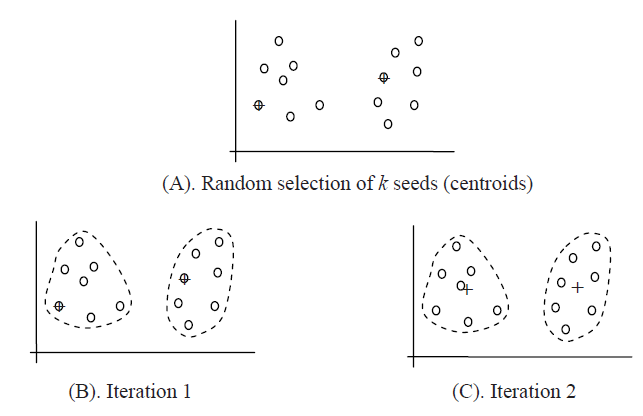 (A). Random selection of k seeds (centroids)
(B). Iteration 1
(C). Iteration 2